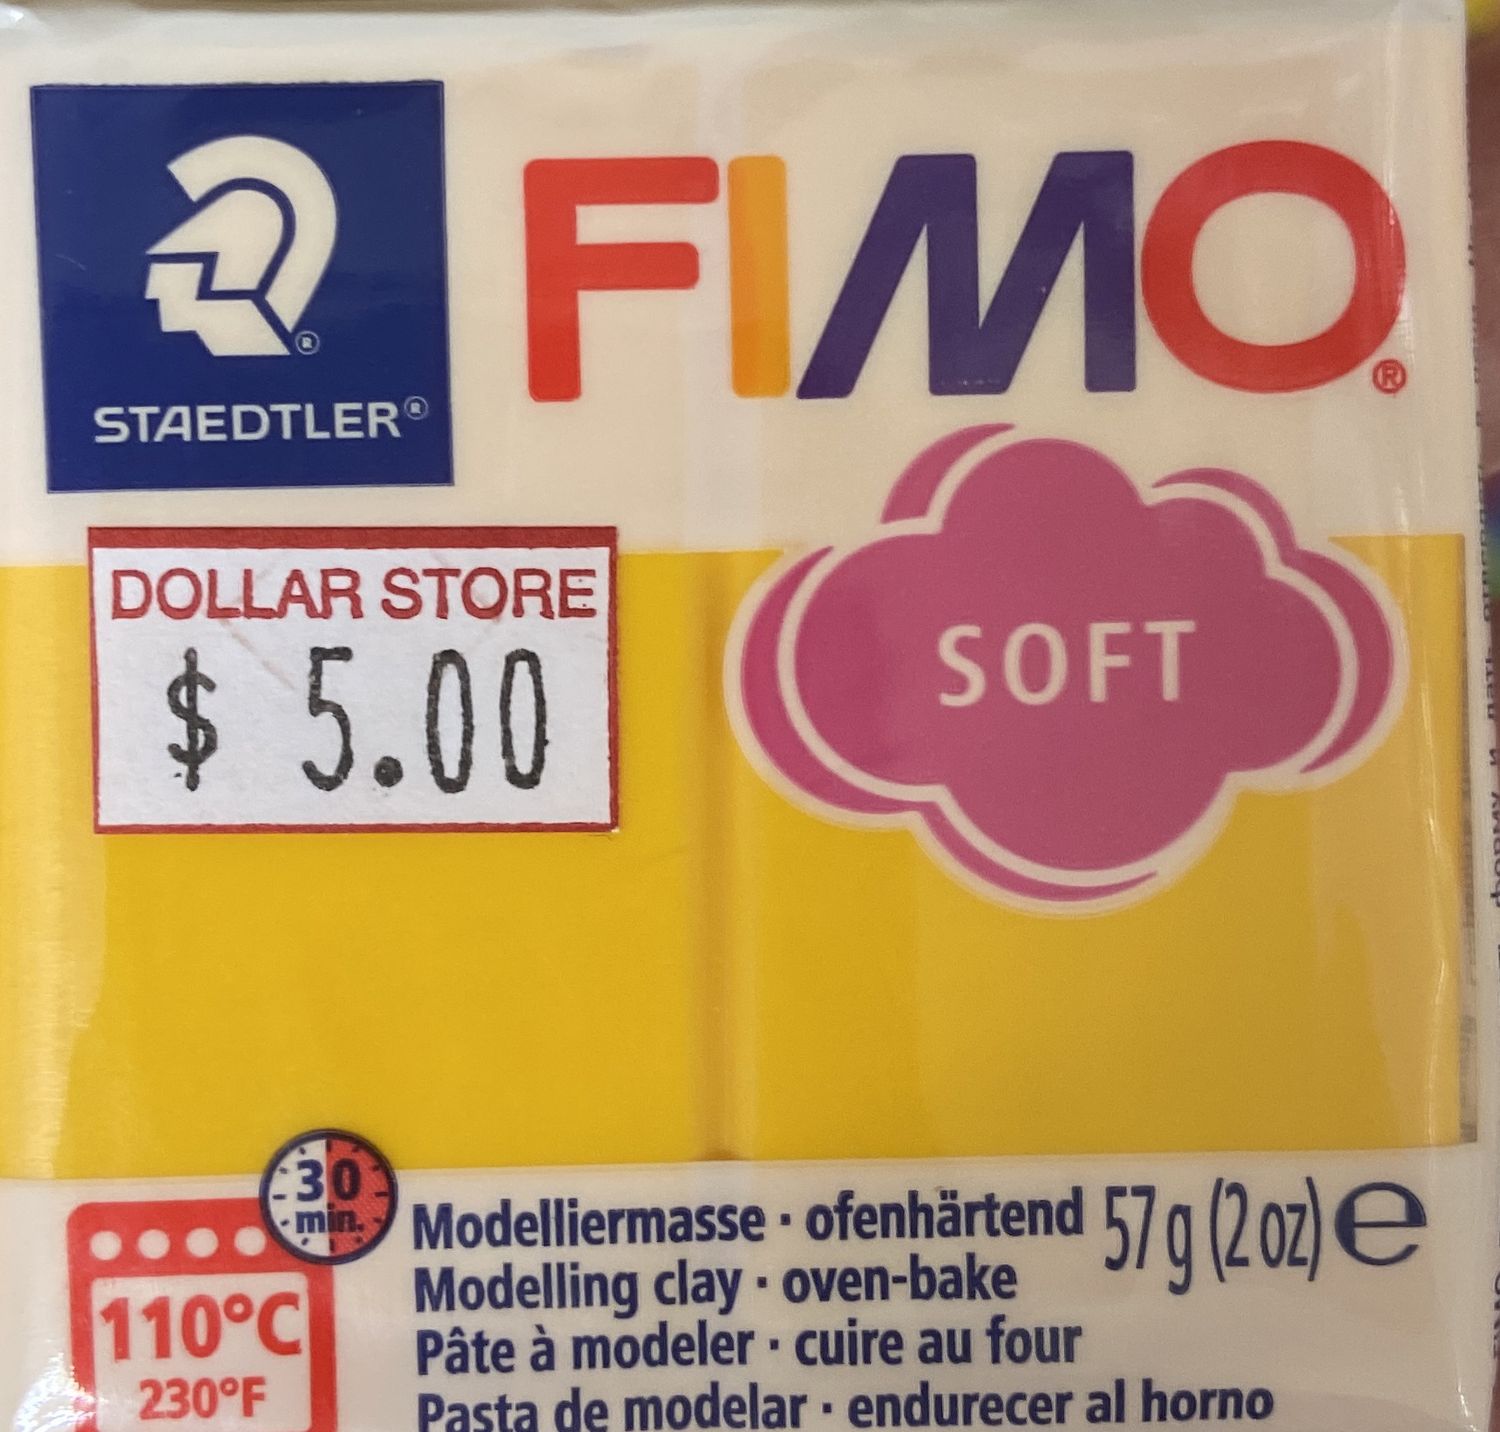 STAEDTLER®
FIMO®
DOLLAR STORE
$ 5.00
SOFT
30
min.
110°C
230°F
Modelliermasse · ofenhärtend
Modelling clay · oven-bake
Pâte à modeler · cuire au four
Pasta de modelar · endurecer al horno
57 g (2 oz) ℮